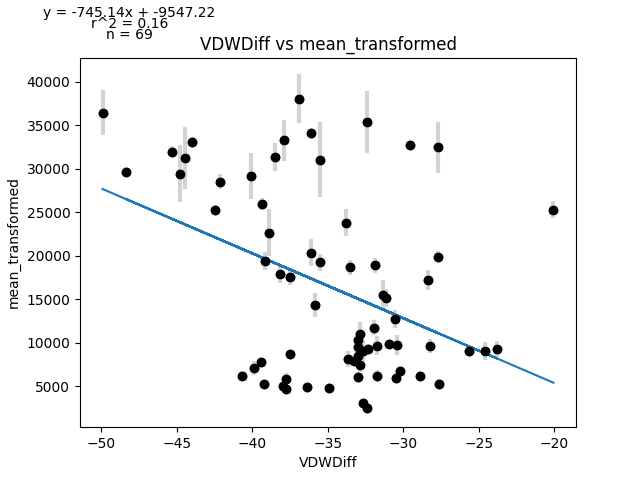 y = -745.14x + -9547.22
r^2 = 0.16
n = 69
VDWDiff vs mean_transformed
40000
35000
30000
25000
20000
15000
10000
5000
mean_transformed
−50
−45
−40
−35
−30
−25
−20
VDWDiff